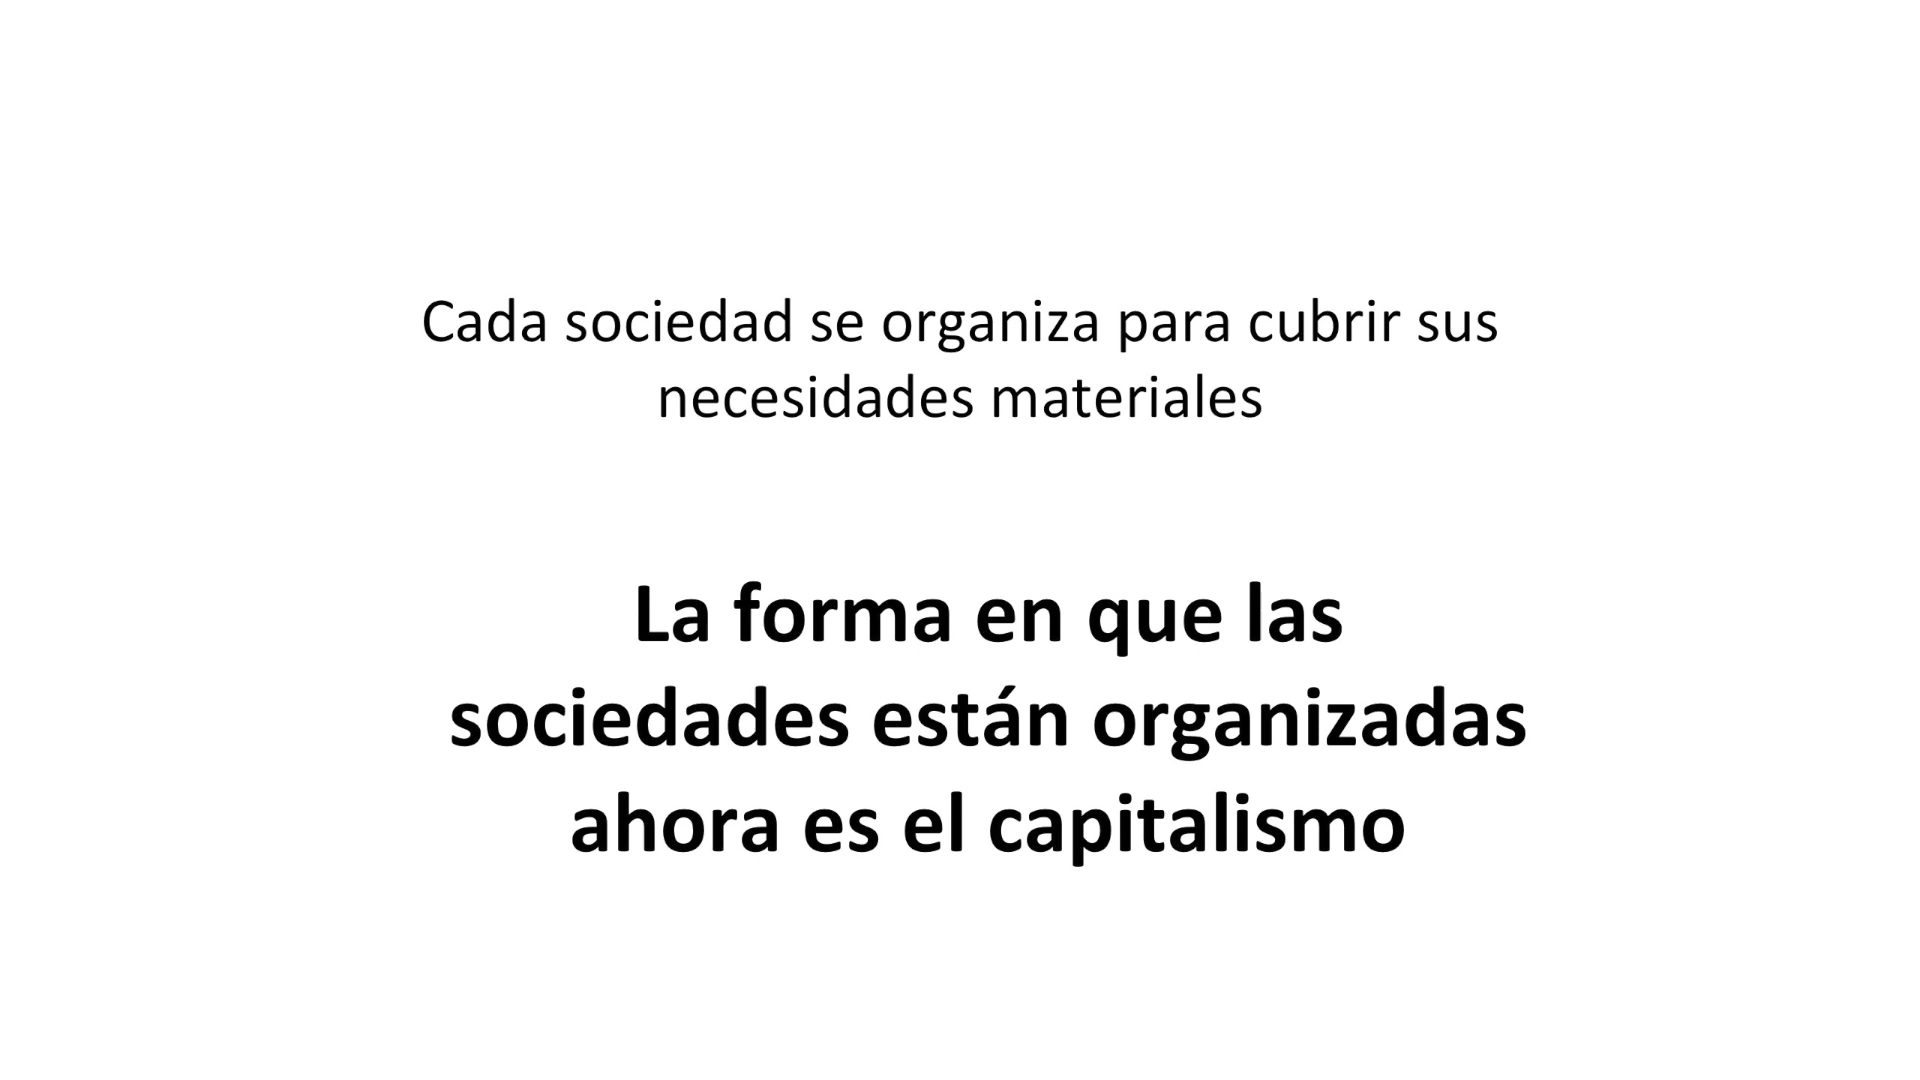 Cada sociedad se organiza para cubrir sus
necesidades materiales
La forma en que las
sociedades están organizadas
ahora es el capitalismo